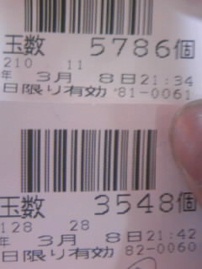 玉数 5786個
210 11
年 3月 8日21:34
日限り有効 81-0061
玉数 3548個
128 28
年 3月 8日21:42
日限り有効 82-0060